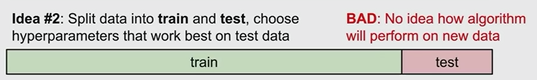 Idea #2: Split data into train and test, choose
hyperparameters that work best on test data
BAD: No idea how algorithm
will perform on new data
train
test